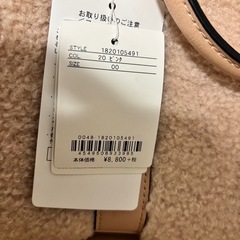 お取り扱いのご注意
STYLE 1820105491
COL 20 ピンク
SIZE 00
0048-1820105491
4549506933985
本体価格 ¥8,800+税